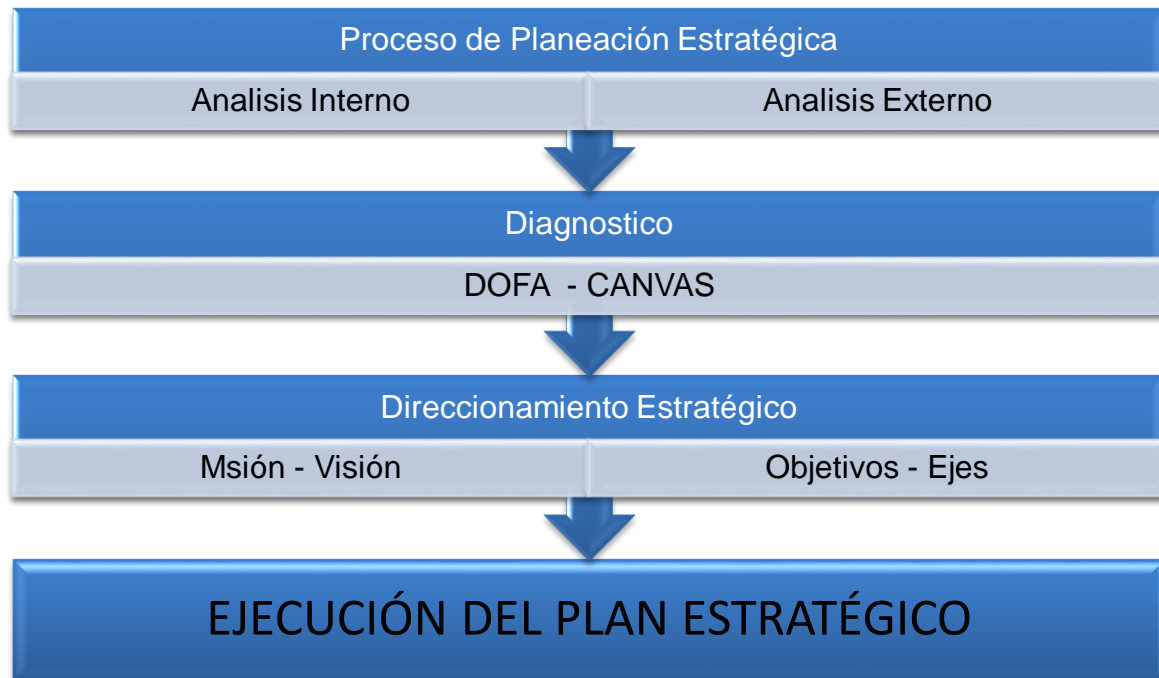 Proceso de Planeación Estratégica
Analisis Interno
Analisis Externo
Diagnostico
DOFA - CANVAS
Direccionamiento Estratégico
Msión - Visión
Objetivos - Ejes
EJECUCIÓN DEL PLAN ESTRATÉGICO